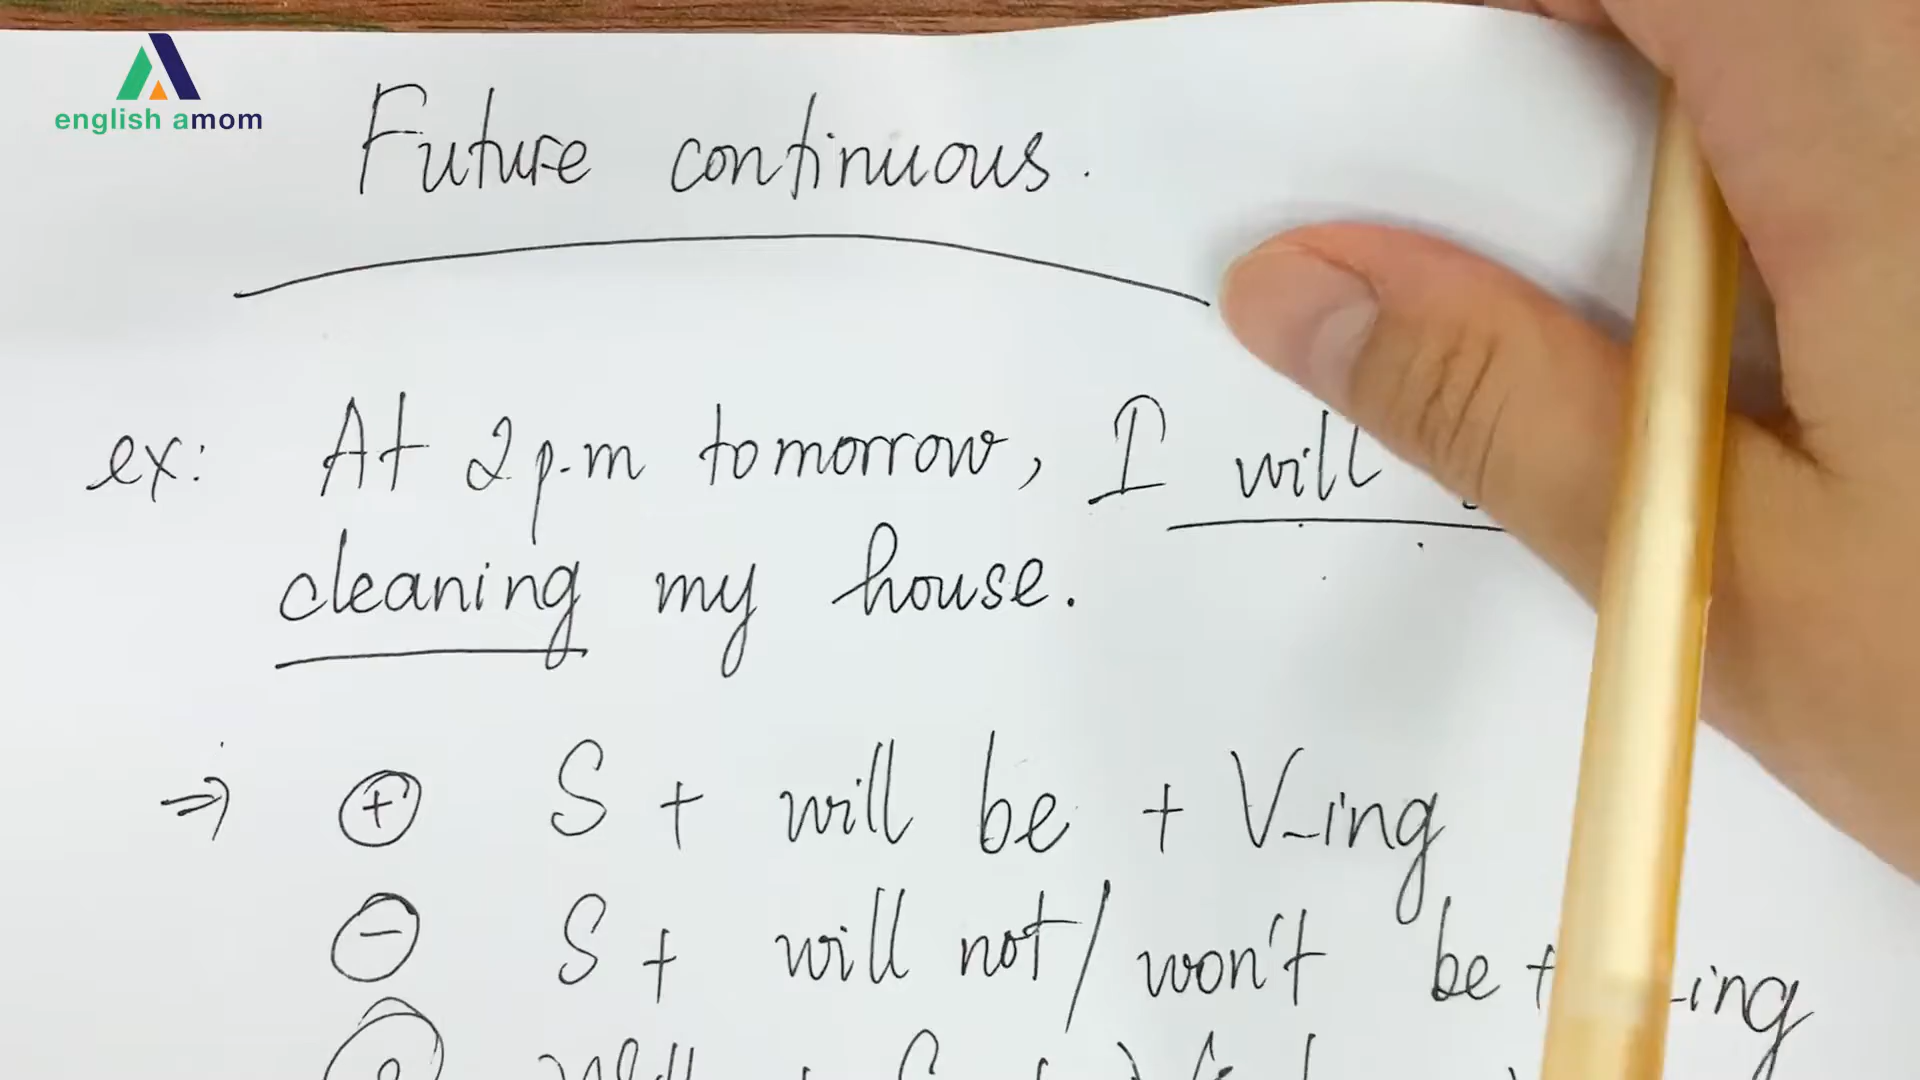 english amom
Future continuous.
ex: At 2 p.m tomorrow, I will
cleaning my house.
⇒ ⊕ S + will be + V-ing
⊖ S + will not/won't be + -ing